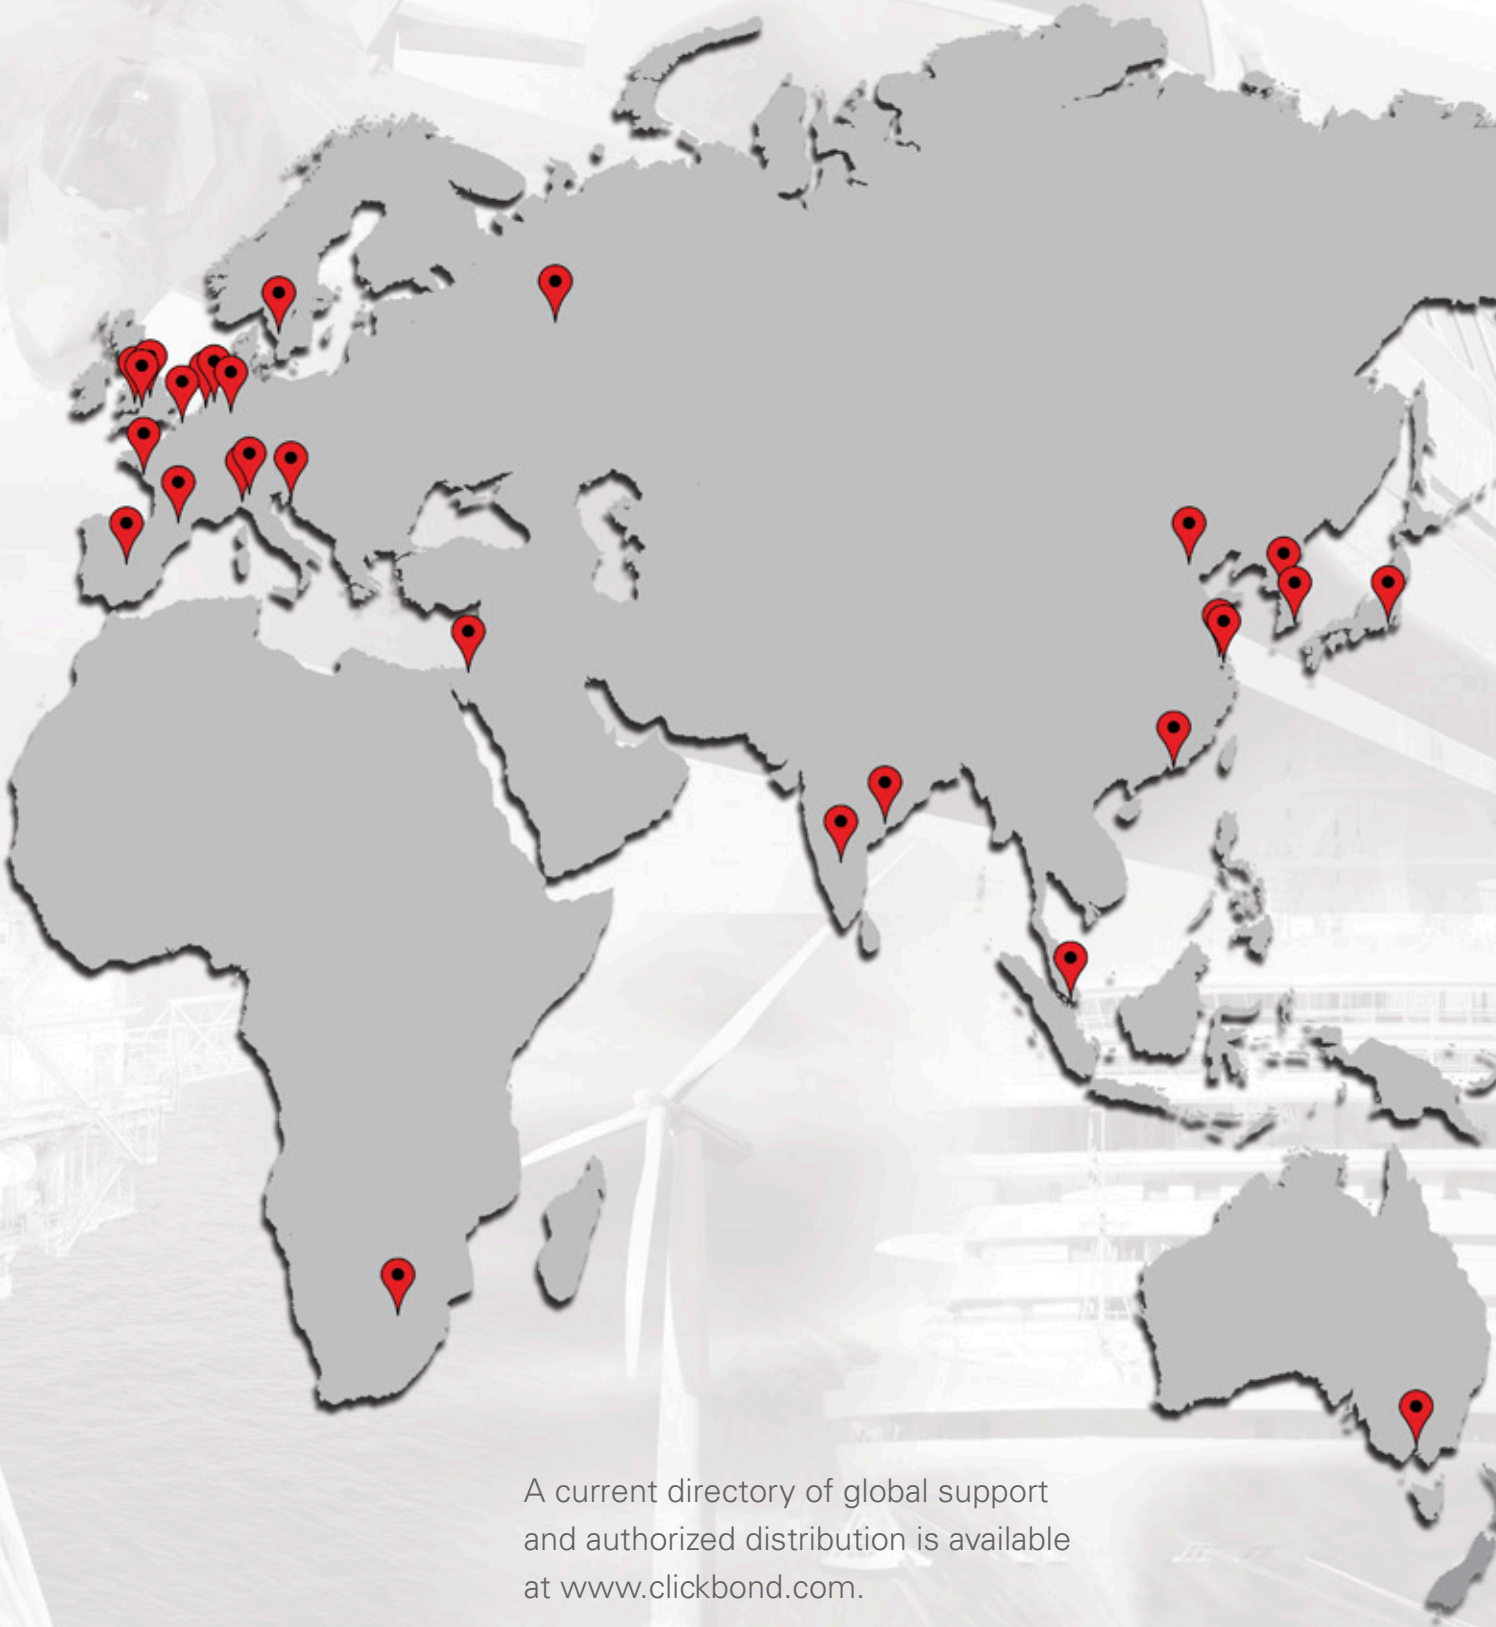 A current directory of global support
and authorized distribution is available
at www.clickbond.com.